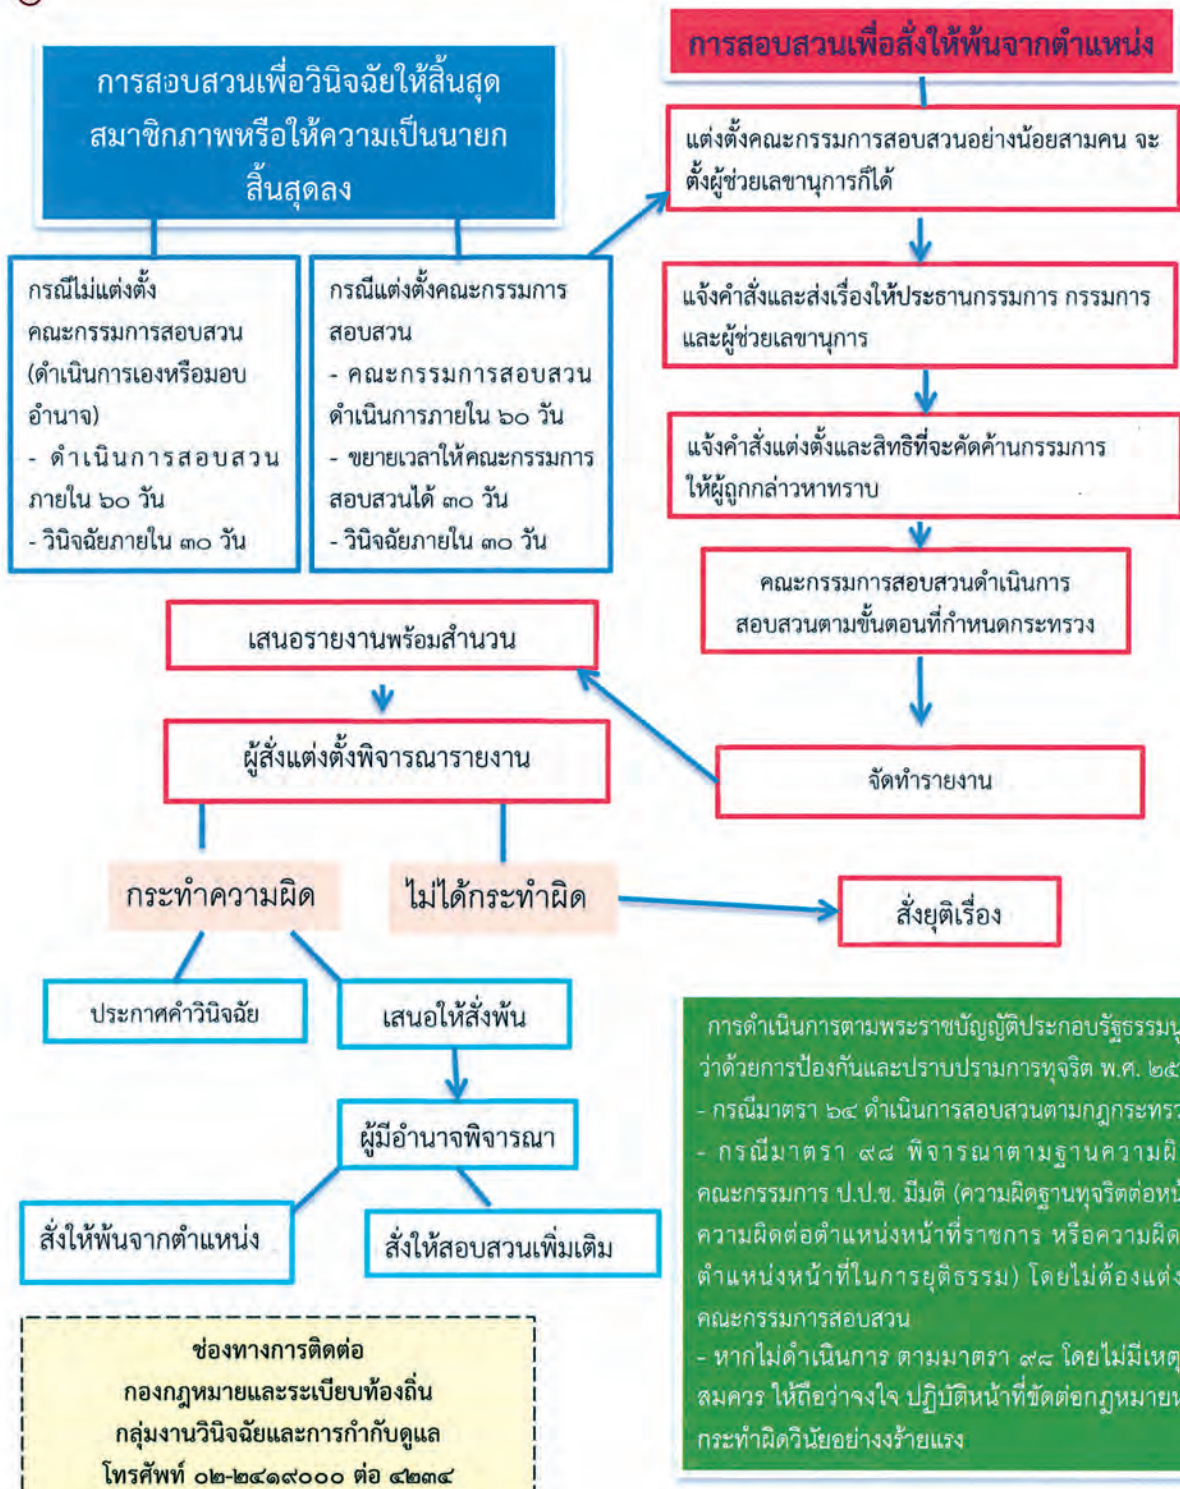 การสอบสวนเพื่อวินิจฉัยให้สิ้นสุด
สมาชิกภาพหรือให้ความเป็นนายก
สิ้นสุดลง
กรณีไม่แต่งตั้ง
คณะกรรมการสอบสวน
(ดำเนินการเองหรือมอบ
อำนาจ)
- ดำเนินการสอบสวน
ภายใน ๖๐ วัน
- วินิจฉัยภายใน ๓๐ วัน
กรณีแต่งตั้งคณะกรรมการ
สอบสวน
- คณะกรรมการสอบสวน
ดำเนินการภายใน ๖๐ วัน
- ขยายเวลาให้คณะกรรมการ
สอบสวนได้ ๓๐ วัน
- วินิจฉัยภายใน ๓๐ วัน
การสอบสวนเพื่อสั่งให้พ้นจากตำแหน่ง
แต่งตั้งคณะกรรมการสอบสวนอย่างน้อยสามคน จะ
ตั้งผู้ช่วยเลขานุการก็ได้
แจ้งคำสั่งและส่งเรื่องให้ประธานกรรมการ กรรมการ
และผู้ช่วยเลขานุการ
แจ้งคำสั่งแต่งตั้งและสิทธิที่จะคัดค้านกรรมการ
ให้ผู้ถูกกล่าวหาทราบ
คณะกรรมการสอบสวนดำเนินการ
สอบสวนตามขั้นตอนที่กำหนดกระทรวง
จัดทำรายงาน
เสนอรายงานพร้อมสำนวน
ผู้สั่งแต่งตั้งพิจารณารายงาน
กระทำความผิด
ไม่ได้กระทำผิด
สั่งยุติเรื่อง
ประกาศคำวินิจฉัย
เสนอให้สั่งพ้น
ผู้มีอำนาจพิจารณา
สั่งให้พ้นจากตำแหน่ง
สั่งให้สอบสวนเพิ่มเติม
การดำเนินการตามพระราชบัญญัติประกอบรัฐธรรมนู
ว่าด้วยการป้องกันและปราบปรามการทุจริต พ.ศ. ๒๕
- กรณีมาตรา ๖๔ ดำเนินการสอบสวนตามกฎกระทรว
- กรณีมาตรา ๙๘ พิจารณาตามฐานความผิ
คณะกรรมการ ป.ป.ช. มีมติ (ความผิดฐานทุจริตต่อหน้
ความผิดต่อตำแหน่งหน้าที่ราชการ หรือความผิด
ตำแหน่งหน้าที่ในการยุติธรรม) โดยไม่ต้องแต่ง
คณะกรรมการสอบสวน
- หากไม่ดำเนินการ ตามมาตรา ๙๘ โดยไม่มีเหตุ
สมควร ให้ถือว่าจงใจ ปฏิบัติหน้าที่ขัดต่อกฎหมายห
กระทำผิดวินัยอย่างงร้ายแรง
ช่องทางการติดต่อ
กองกฎหมายและระเบียบท้องถิ่น
กลุ่มงานวินิจฉัยและการกำกับดูแล
โทรศัพท์ ๐๒-๒๔๑๙๐๐๐ ต่อ ๔๒๓๔